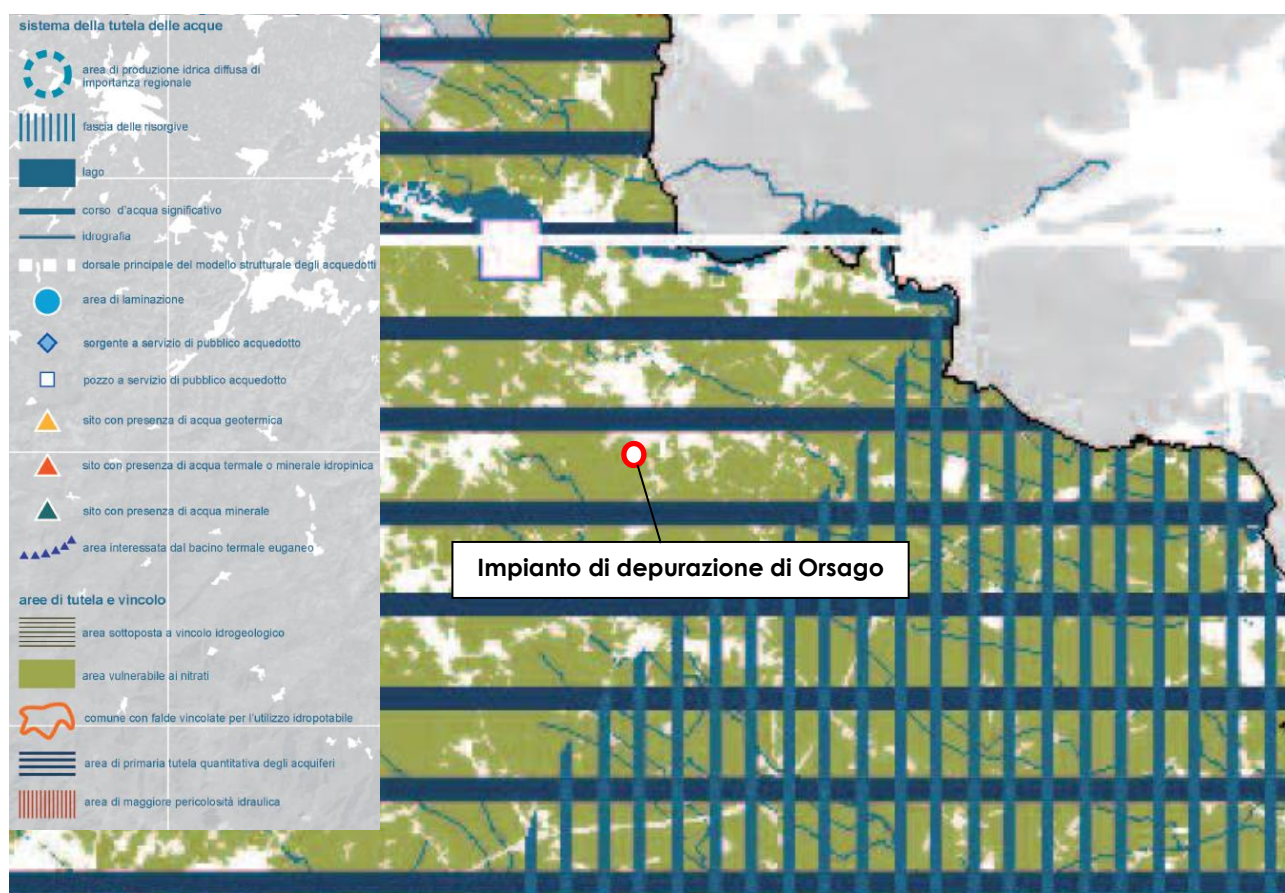 sistema della tutela delle acque
area di produzione idrica diffusa di
importanza regionale
fascia delle risorgive
lago
corso d'acqua significativo
idrografia
dorsale principale del modello strutturale degli acquedotti
area di laminazione
sorgente a servizio di pubblico acquedotto
pozzo a servizio di pubblico acquedotto
sito con presenza di acqua geotermica
sito con presenza di acqua termale o minerale idropinica
sito con presenza di acqua minerale
area interessata dal bacino termale euganeo
aree di tutela e vincolo
area sottoposta a vincolo idrogeologico
area vulnerabile ai nitrati
comune con falde vincolate per l'utilizzo idropotabile
area di primaria tutela quantitativa degli acquiferi
area di maggiore pericolosità idraulica
Impianto di depurazione di Orsago